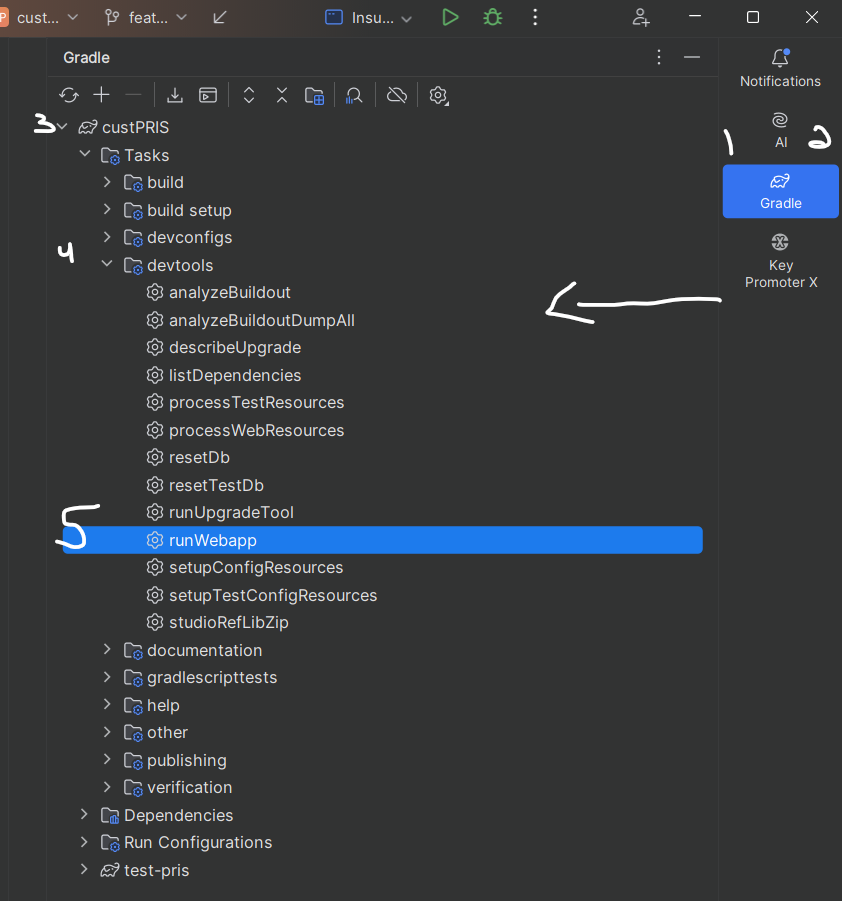 cust...
feat...
Insu...
Gradle
Notifications
3
custPRIS
1
AI
2
Tasks
build
Gradle
build setup
devconfigs
4
devtools
Key
Promoter X
analyzeBuildout
analyzeBuildoutDumpAll
describeUpgrade
listDependencies
processTestResources
processWebResources
resetDb
resetTestDb
runUpgradeTool
5
runWebapp
setupConfigResources
setupTestConfigResources
studioRefLibZip
documentation
gradlescripttests
help
other
publishing
verification
Dependencies
Run Configurations
test-pris